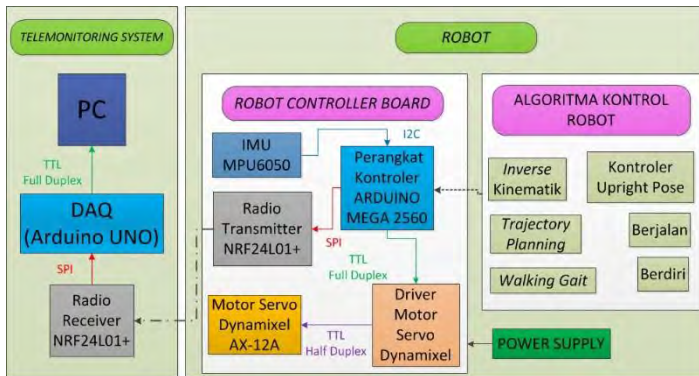 TELEMONITORING SYSTEM
PC
TTL
Full Duplex
DAQ
(Arduino UNO)
SPI
Radio
Receiver
NRF24L01+
ROBOT
ROBOT CONTROLLER BOARD
IMU
MPU6050
I2C
Perangkat
Kontroler
ARDUINO
MEGA 2560
Radio
Transmitter
NRF24L01+
SPI
TTL
Full Duplex
Motor Servo
Dynamixel
AX-12A
TTL
Half Duplex
Driver
Motor
Servo
Dynamixel
ALGORITMA KONTROL
ROBOT
Inverse
Kinematik
Kontroler
Upright Pose
Trajectory
Planning
Berjalan
Walking Gait
Berdiri
POWER SUPPLY